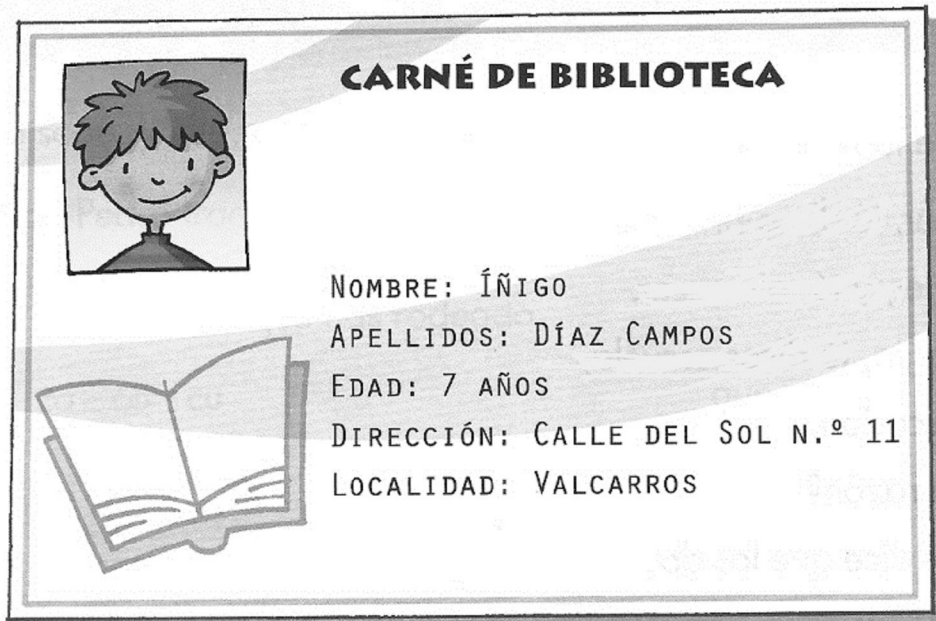 CARNÉ DE BIBLIOTECA
NOMBRE: ÍÑIGO
APELLIDOS: DÍAZ CAMPOS
EDAD: 7 AÑOS
DIRECCIÓN: CALLE DEL SOL N.º 11
LOCALIDAD: VALCARROS